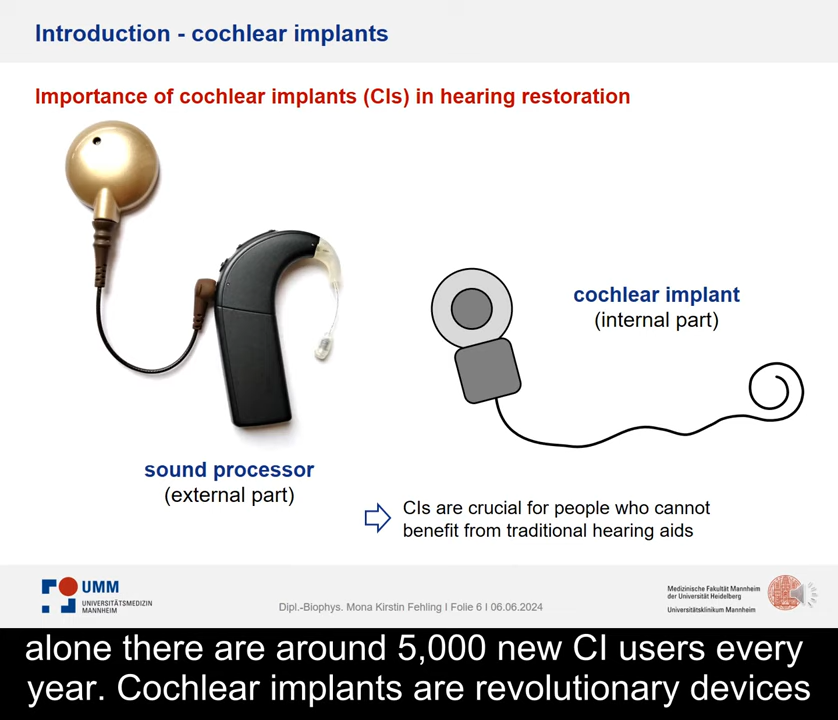 Introduction - cochlear implants
Importance of cochlear implants (CIs) in hearing restoration
cochlear implant
(internal part)
sound processor
(external part)
CIs are crucial for people who cannot
benefit from traditional hearing aids
UMM
UNIVERSITÄTSMEDIZIN
MANNHEIM
Dipl.-Biophys. Mona Kirstin Fehling I Folie 6 I 06.06.2024
Medizinische Fakultät Mannheim
der Universität Heidelberg
Universitätsklinikum Mannheim
alone there are around 5,000 new CI users every
year. Cochlear implants are revolutionary devices